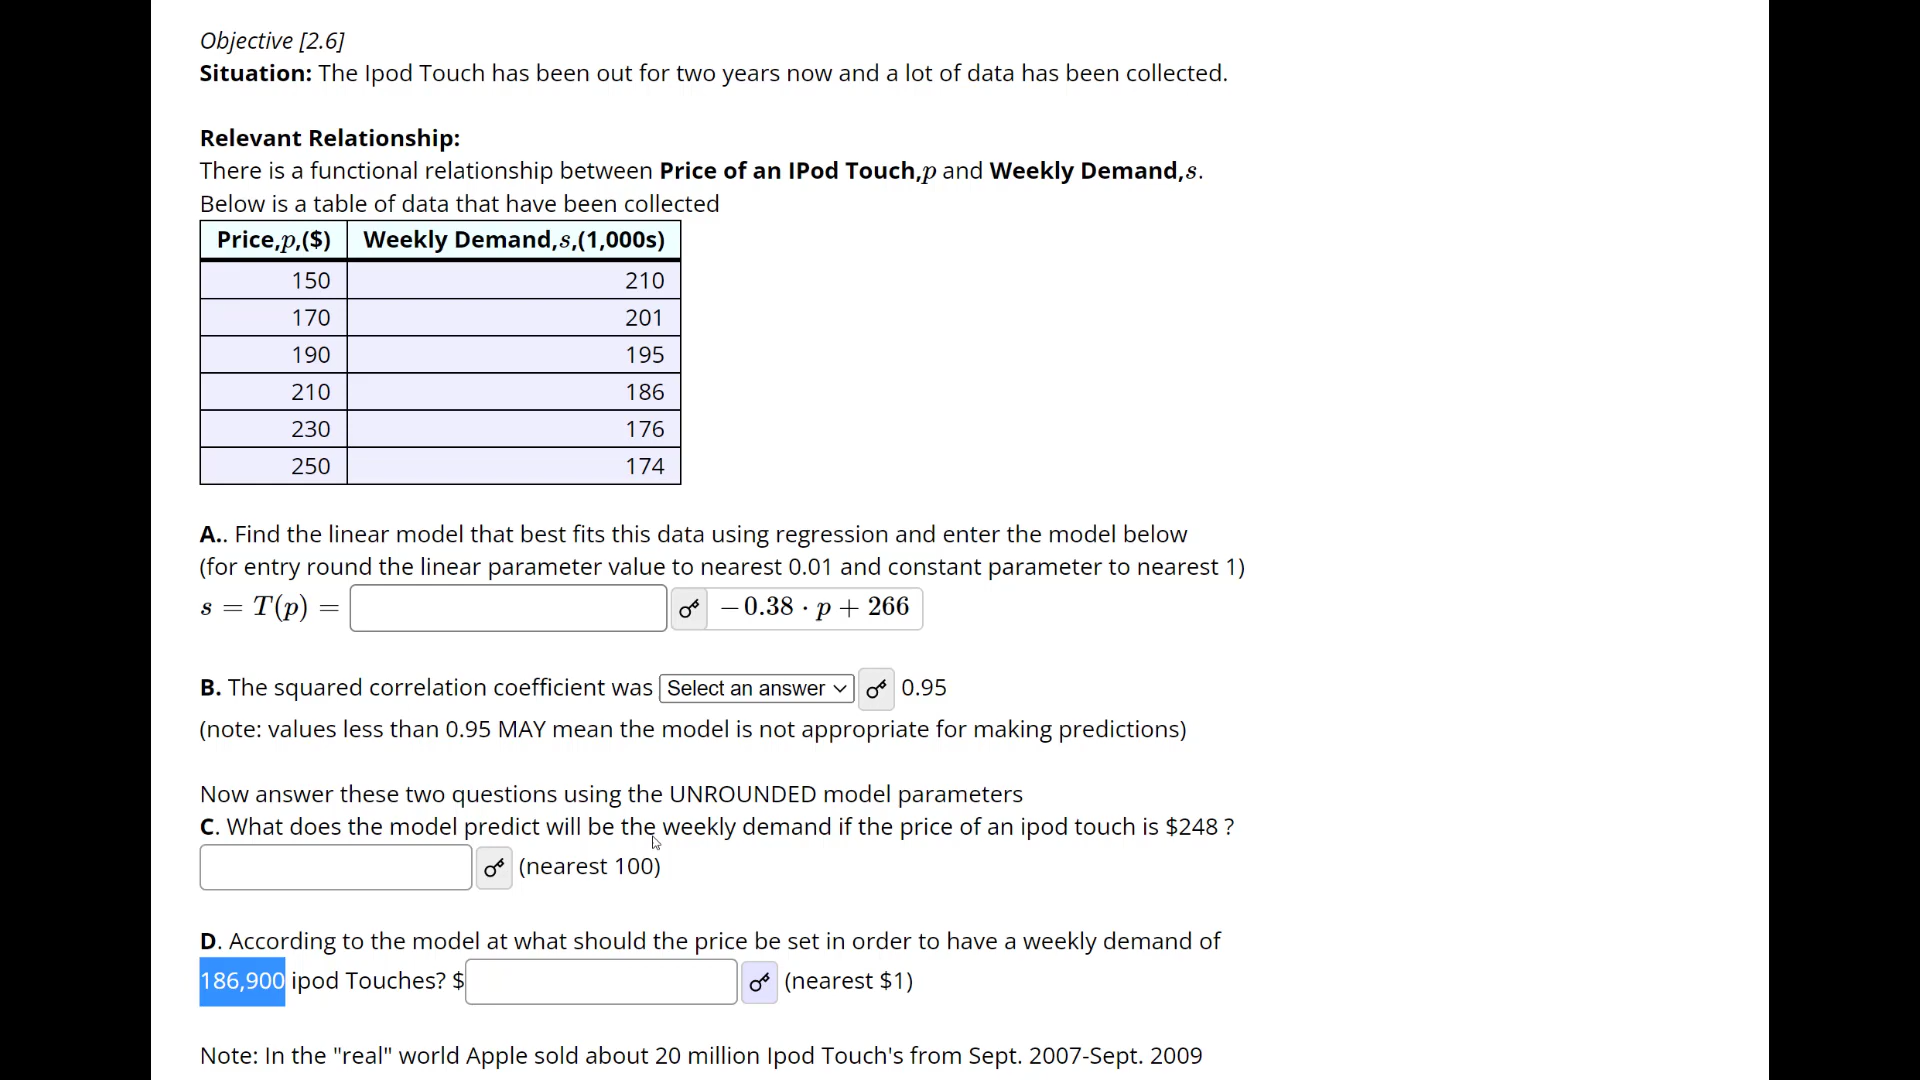 Objective [2.6]
Situation: The Ipod Touch has been out for two years now and a lot of data has been collected.
Relevant Relationship:
There is a functional relationship between Price of an IPod Touch,p and Weekly Demand,s.
Below is a table of data that have been collected
Price,p,($) Weekly Demand,s,(1,000s)
150 210
170 201
190 195
210 186
230 176
250 174
A.. Find the linear model that best fits this data using regression and enter the model below
(for entry round the linear parameter value to nearest 0.01 and constant parameter to nearest 1)
s = T(p) = −0.38 · p + 266
B. The squared correlation coefficient was Select an answer 0.95
(note: values less than 0.95 MAY mean the model is not appropriate for making predictions)
Now answer these two questions using the UNROUNDED model parameters
C. What does the model predict will be the weekly demand if the price of an ipod touch is $248 ?
(nearest 100)
D. According to the model at what should the price be set in order to have a weekly demand of
186,900 ipod Touches? $ (nearest $1)
Note: In the "real" world Apple sold about 20 million Ipod Touch's from Sept. 2007-Sept. 2009